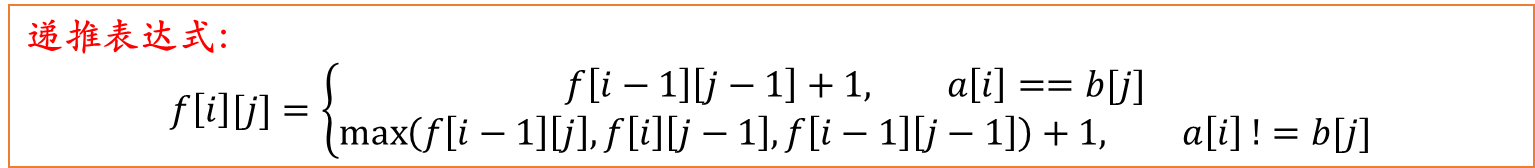 递推表达式:
f[i][j] = { f[i − 1][j − 1] + 1, a[i] == b[j]
max(f[i − 1][j], f[i][j − 1], f[i − 1][j − 1]) + 1, a[i] ! = b[j]